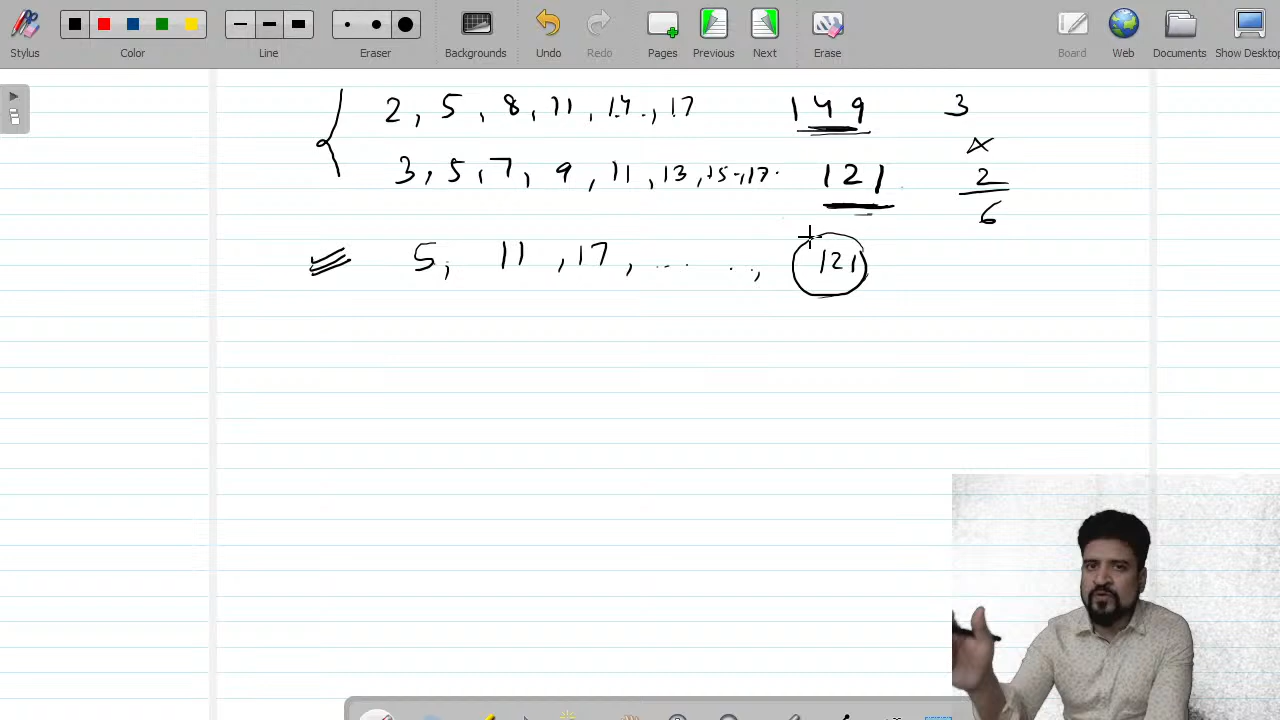 Stylus Color Line Eraser Backgrounds Undo Redo Pages Previous Next Erase Board Web Documents Show Desktop
2, 5, 8, 11, 14, 17 149 3
×
3, 5, 7, 9, 11, 13, 15, 17 121 2
6
5, 11, 17, ......, 121